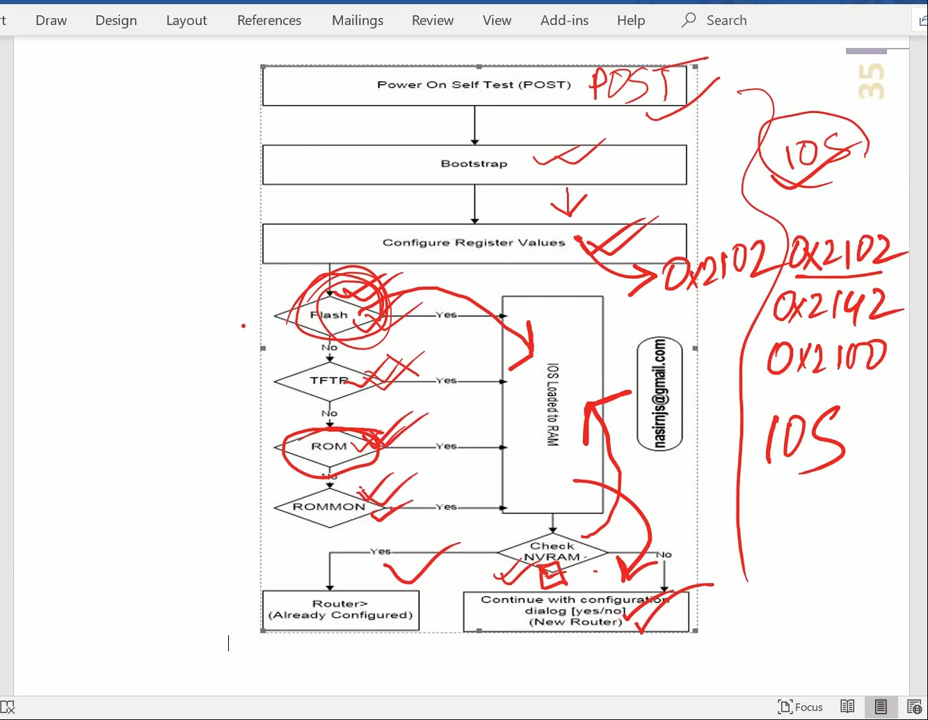 Draw Design Layout References Mailings Review View Add-ins Help Search
35
Power On Self Test (POST) POST
IOS
Bootstrap
Configure Register Values
0x2102 0x2102
0x2142
0x2100
Flash Yes
No
TFTP Yes
No
ROM Yes
No
ROMMON Yes
IOS Loaded to RAM
nasirnjs@gmail.com
IOS
Check
NVRAM
Yes No
Router>
(Already Configured)
Continue with configuration
dialog [yes/no]
(New Router)
Focus